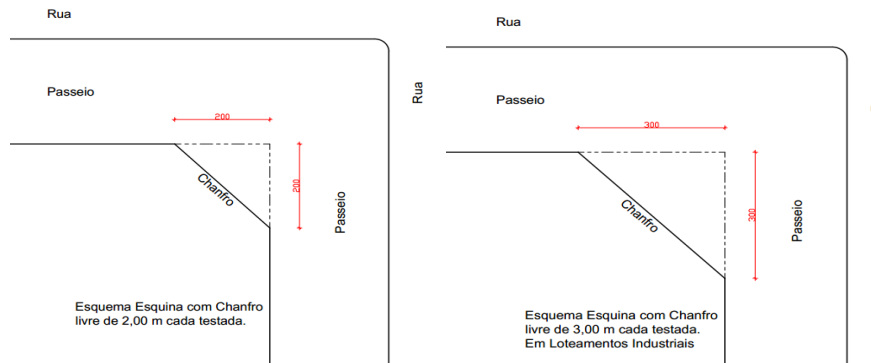 Rua
Passeio
200
200
Chanfro
Passeio
Esquema Esquina com Chanfro
livre de 2,00 m cada testada.
Rua
Rua
Passeio
300
300
Chanfro
Passeio
Esquema Esquina com Chanfro
livre de 3,00 m cada testada.
Em Loteamentos Industriais